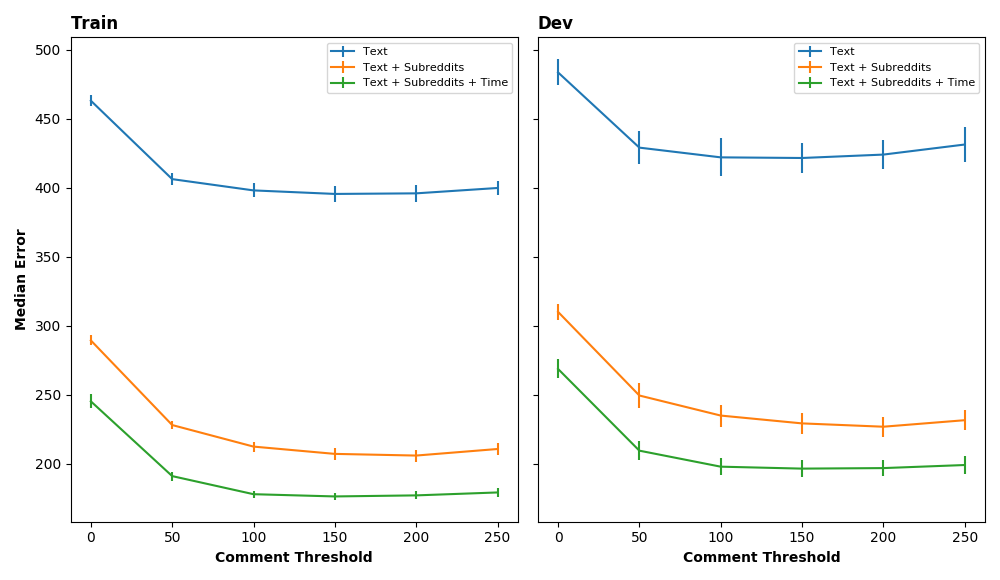 Train
Text
Text + Subreddits
Text + Subreddits + Time
500
450
400
350
300
250
200
Median Error
0 50 100 150 200 250
Comment Threshold
Dev
Text
Text + Subreddits
Text + Subreddits + Time
0 50 100 150 200 250
Comment Threshold